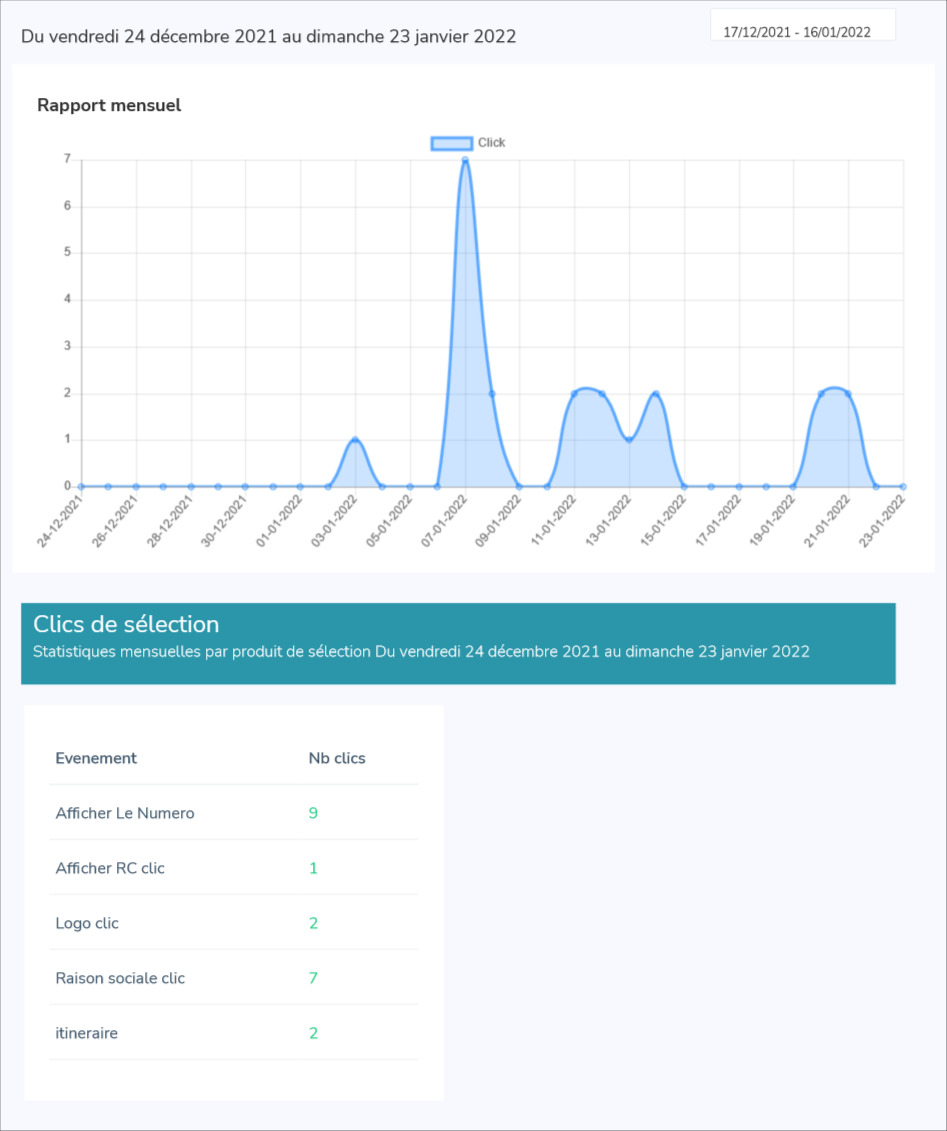 Du vendredi 24 décembre 2021 au dimanche 23 janvier 2022
17/12/2021 - 16/01/2022
Rapport mensuel
Click
7
6
5
4
3
2
1
0
24-12-2021
26-12-2021
28-12-2021
30-12-2021
01-01-2022
03-01-2022
05-01-2022
07-01-2022
09-01-2022
11-01-2022
13-01-2022
15-01-2022
17-01-2022
19-01-2022
21-01-2022
23-01-2022
Clics de sélection
Statistiques mensuelles par produit de sélection Du vendredi 24 décembre 2021 au dimanche 23 janvier 2022
Evenement Nb clics
Afficher Le Numero 9
Afficher RC clic 1
Logo clic 2
Raison sociale clic 7
itineraire 2